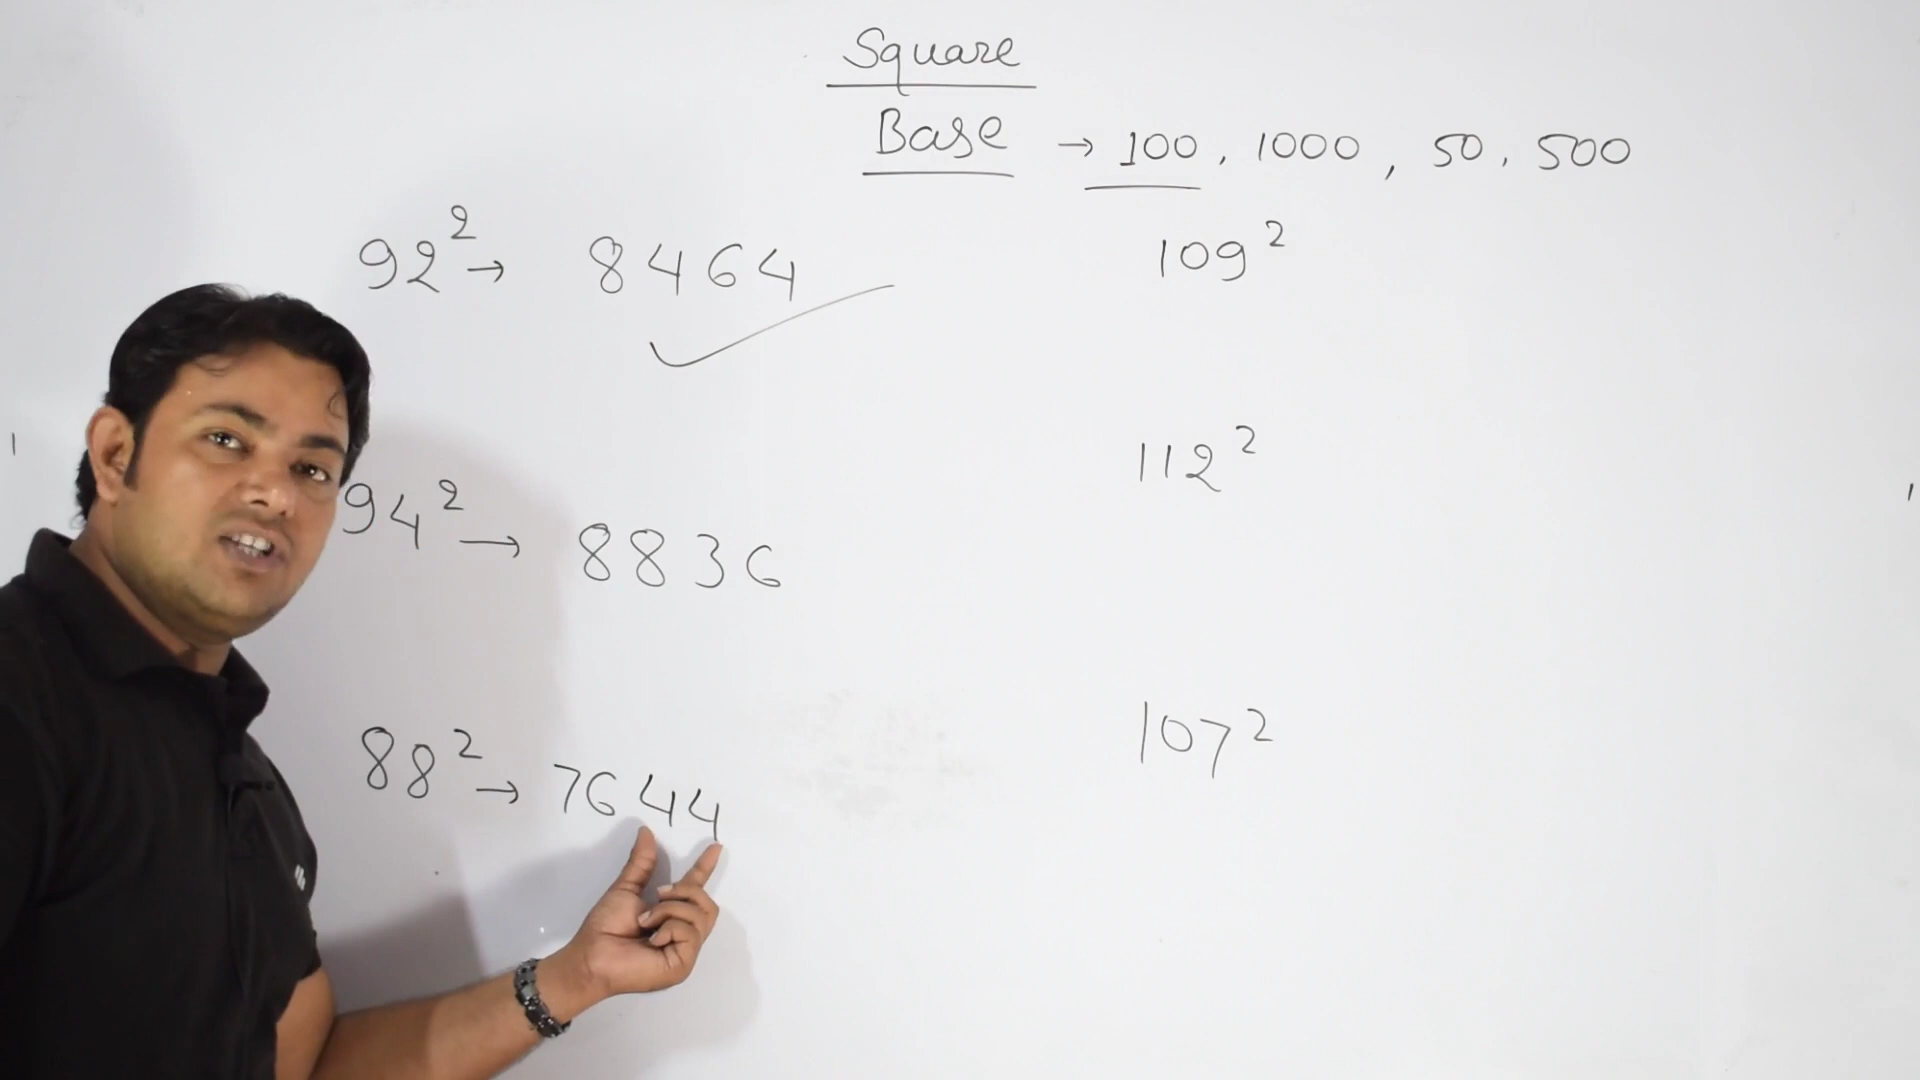 Square
Base → 100, 1000, 50, 500
92² → 8464
109²
112²
94² → 8836
107²
88² → 7644